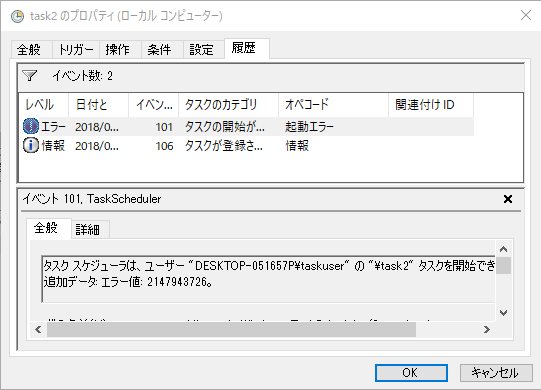 task2 のプロパティ (ローカル コンピューター)
全般 トリガー 操作 条件 設定 履歴
イベント数: 2
レベル 日付と イベン... タスクのカテゴリ オペコード 関連付け ID
エラー 2018/0... 101 タスクの開始が... 起動エラー
情報 2018/0... 106 タスクが登録さ... 情報
イベント 101, TaskScheduler
全般 詳細
タスク スケジューラは、ユーザー "DESKTOP-051657P\taskuser" の "\task2" タスクを開始でき
追加データ: エラー値: 2147943726。
OK キャンセル